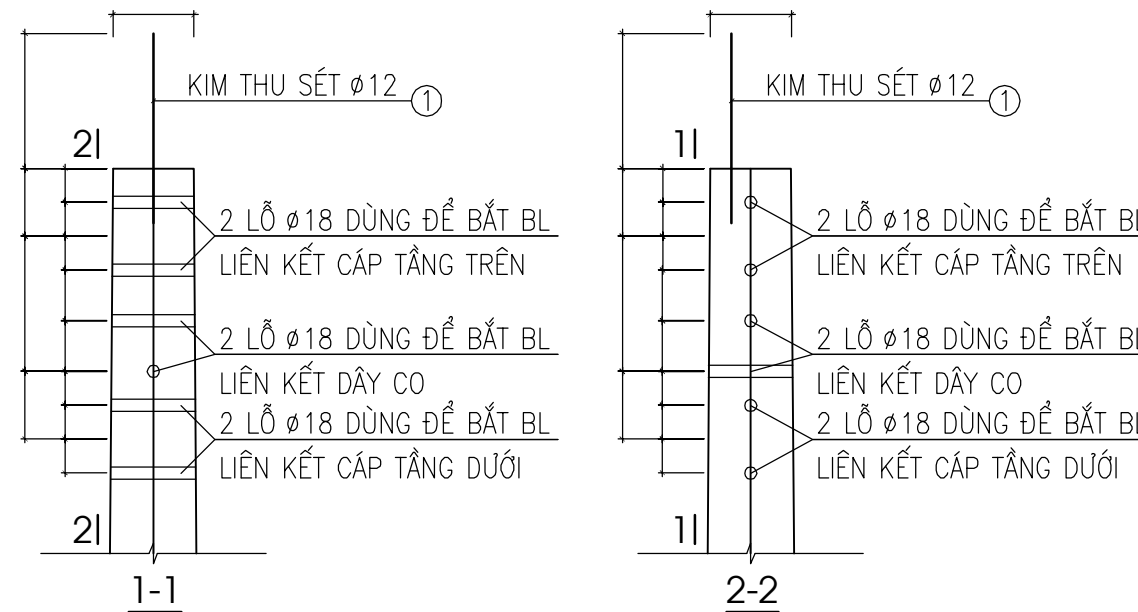 KIM THU SÉT ø12 1
2
2 LỖ ø18 DÙNG ĐỂ BẮT BL
LIÊN KẾT CÁP TẦNG TRÊN
2 LỖ ø18 DÙNG ĐỂ BẮT BL
LIÊN KẾT DÂY CO
2 LỖ ø18 DÙNG ĐỂ BẮT BL
LIÊN KẾT CÁP TẦNG DƯỚI
2
1-1
KIM THU SÉT ø12 1
1
2 LỖ ø18 DÙNG ĐỂ BẮT BL
LIÊN KẾT CÁP TẦNG TRÊN
2 LỖ ø18 DÙNG ĐỂ BẮT BL
LIÊN KẾT DÂY CO
2 LỖ ø18 DÙNG ĐỂ BẮT BL
LIÊN KẾT CÁP TẦNG DƯỚI
1
2-2